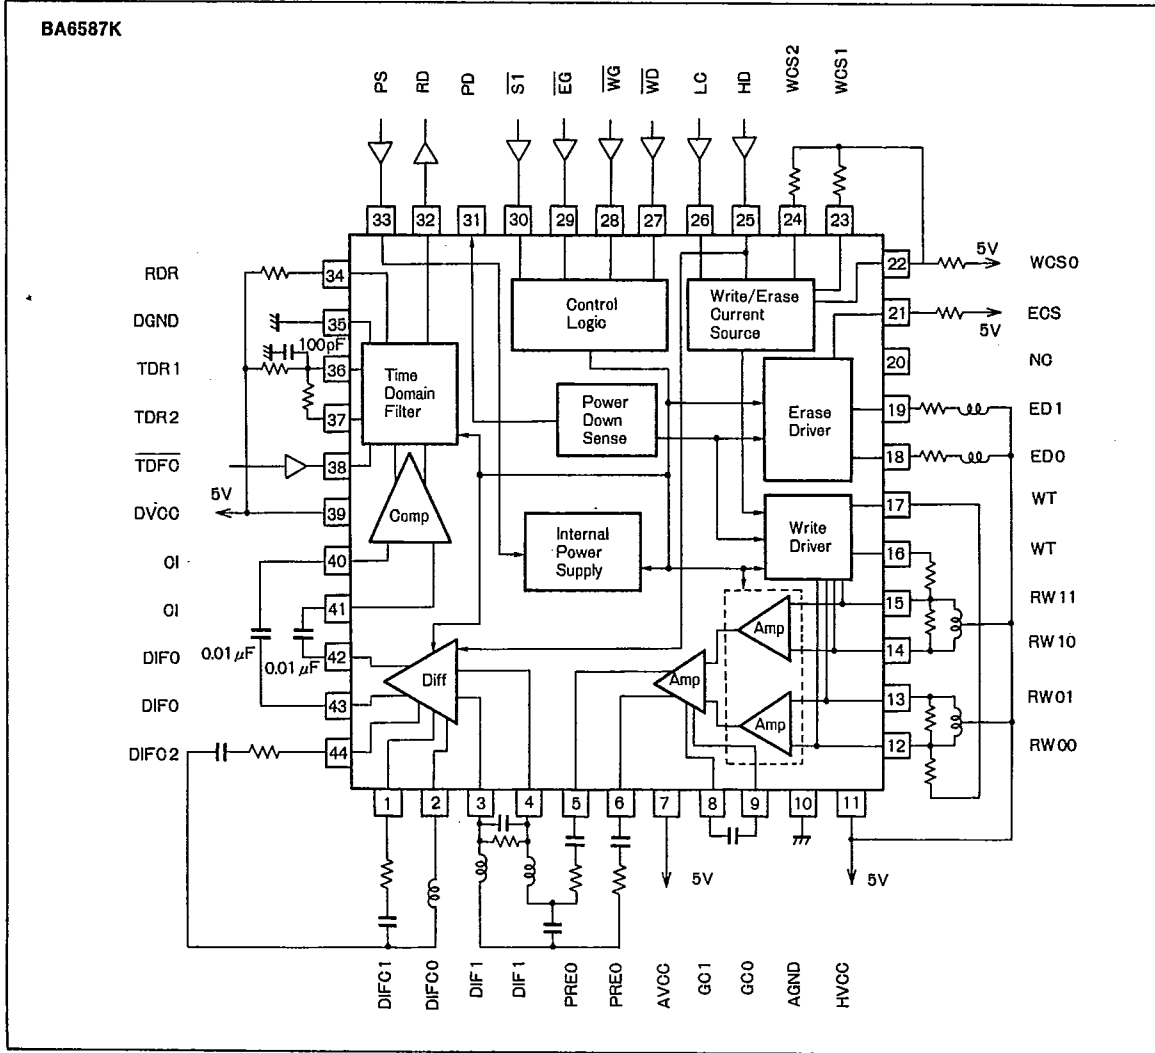 BA6587K
PS
RD
PD
S1
EG
WG
WD
LC
HD
WCS2
WCS1
33
32
31
30
29
28
27
26
25
24
23
RDR
34
22
5V
WCS0
DGND
35
Control
Logic
Write/Erase
Current
Source
21
5V
ECS
100pF
TDR1
36
Time
Domain
Filter
20
NC
TDR2
37
Power
Down
Sense
Erase
Driver
19
ED1
TDFO
38
18
ED0
5V
DVCC
39
Comp
Internal
Power
Supply
Write
Driver
17
WT
CI
40
16
WT
CI
41
15
RW11
0.01 μF
0.01 μF
DIFO
42
Diff
Amp
Amp
Amp
14
RW10
DIFO
43
13
RW01
DIFC2
44
12
RW00
1
2
3
4
5
6
7
8
9
10
11
5V
5V
DIFC1
DIFC0
DIF1
DIF1
PREO
PREO
AVCC
GC1
GC0
AGND
HVCC